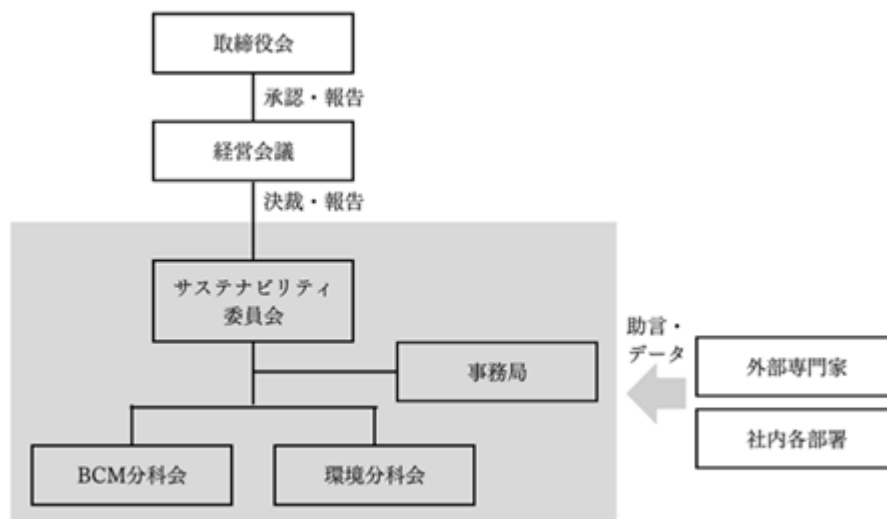 取締役会
承認・報告
経営会議
決裁・報告
サステナビリティ
委員会
事務局
BCM分科会
環境分科会
助言・
データ
外部専門家
社内各部署